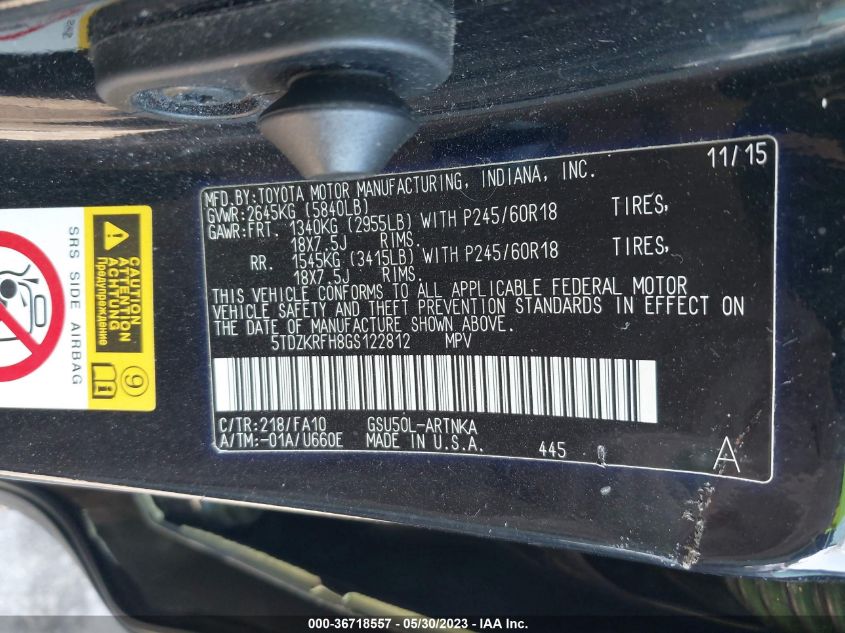 11/15
MFD.BY:TOYOTA MOTOR MANUFACTURING, INDIANA, INC.
GVWR:2645KG (5840LB)
GAWR:FRT. 1340KG (2955LB) WITH P245/60R18 TIRES,
18X7.5J RIMS.
RR. 1545KG (3415LB) WITH P245/60R18 TIRES,
18X7.5J RIMS.
THIS VEHICLE CONFORMS TO ALL APPLICABLE FEDERAL MOTOR
VEHICLE SAFETY AND THEFT PREVENTION STANDARDS IN EFFECT ON
THE DATE OF MANUFACTURE SHOWN ABOVE.
5TDZKRFH8GS122812 MPV
C/TR:218/FA10 GSU50L-ARTNKA
A/TM:-01A/U660E MADE IN U.S.A. 445 A
SRS SIDE AIRBAG
CAUTION
ATTENTION
ACHTUNG
Предупреждение
9
000-36718557 - 05/30/2023 - IAA Inc.